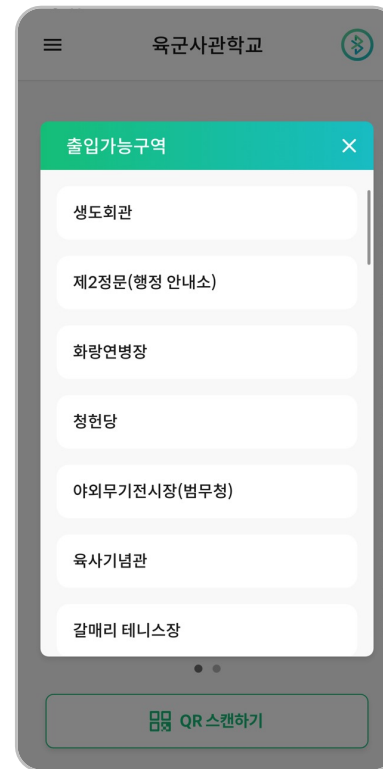 육군사관학교
출입가능구역
생도회관
제2정문(행정 안내소)
화랑연병장
청헌당
야외무기전시장(범무청)
육사기념관
갈매리 테니스장
QR 스캔하기